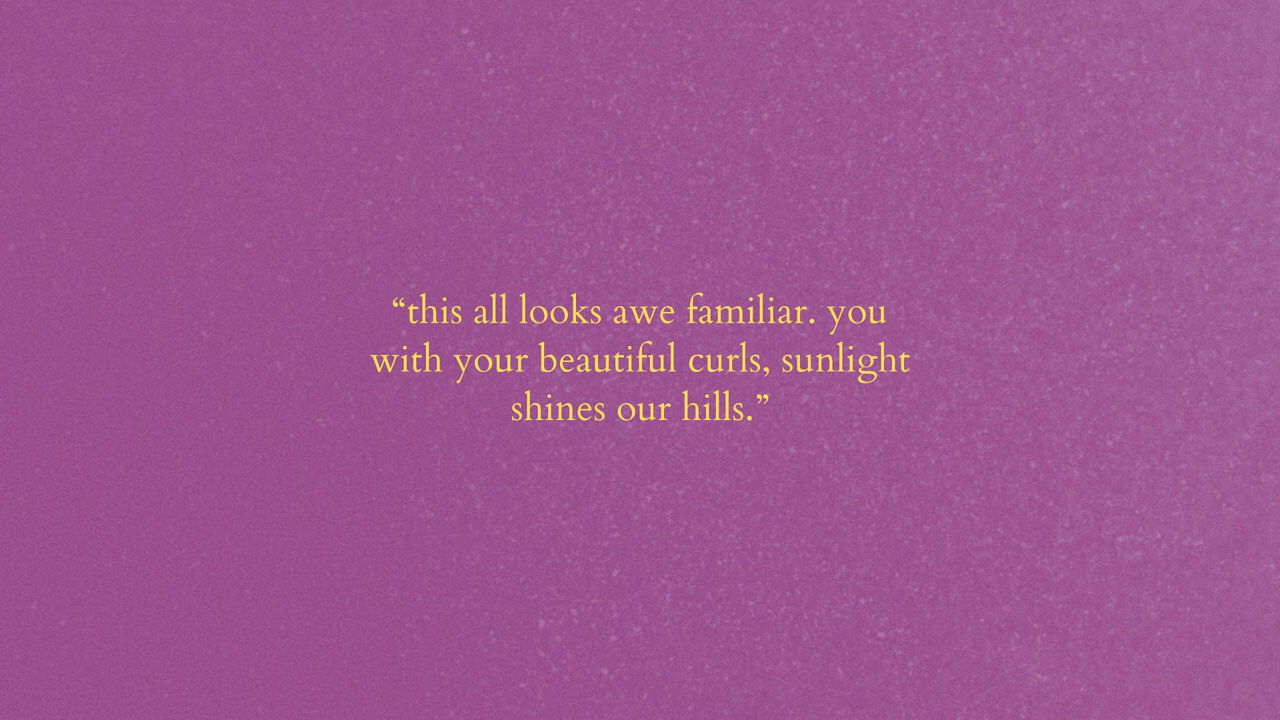 “this all looks awe familiar. you
with your beautiful curls, sunlight
shines our hills.”